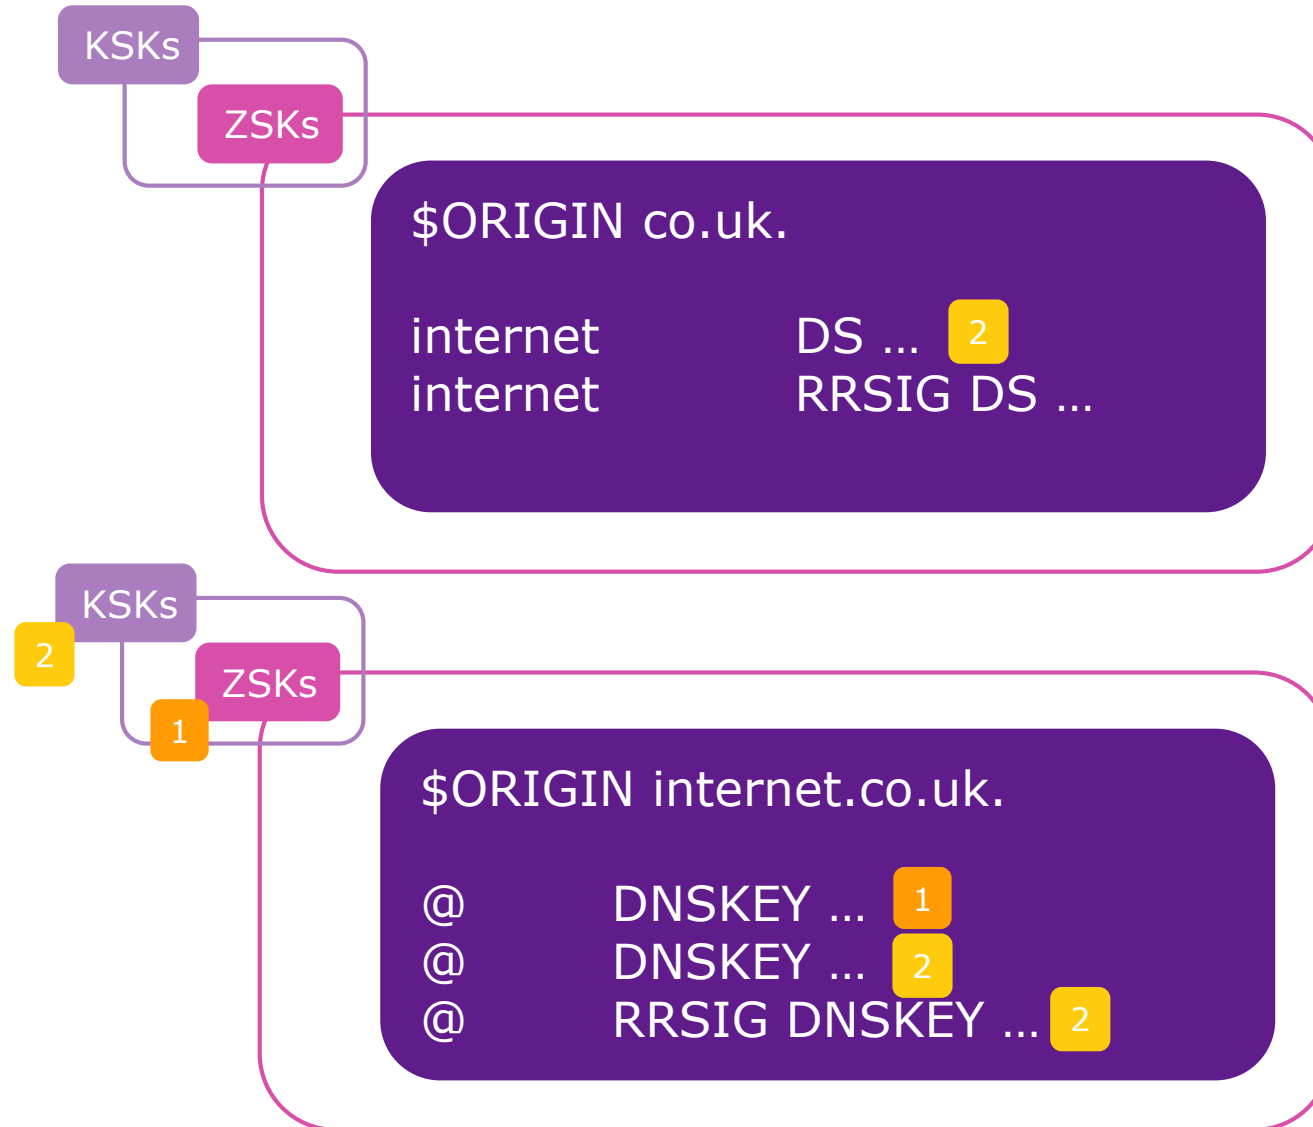 KSKs
ZSKs
$ORIGIN co.uk.
internet DS … 2
internet RRSIG DS …
KSKs
2
ZSKs
1
$ORIGIN internet.co.uk.
@ DNSKEY … 1
@ DNSKEY … 2
@ RRSIG DNSKEY … 2